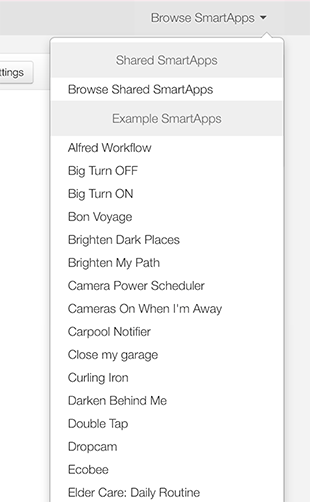 Browse SmartApps
ttings
Shared SmartApps
Browse Shared SmartApps
Example SmartApps
Alfred Workflow
Big Turn OFF
Big Turn ON
Bon Voyage
Brighten Dark Places
Brighten My Path
Camera Power Scheduler
Cameras On When I'm Away
Carpool Notifier
Close my garage
Curling Iron
Darken Behind Me
Double Tap
Dropcam
Ecobee
Elder Care: Daily Routine